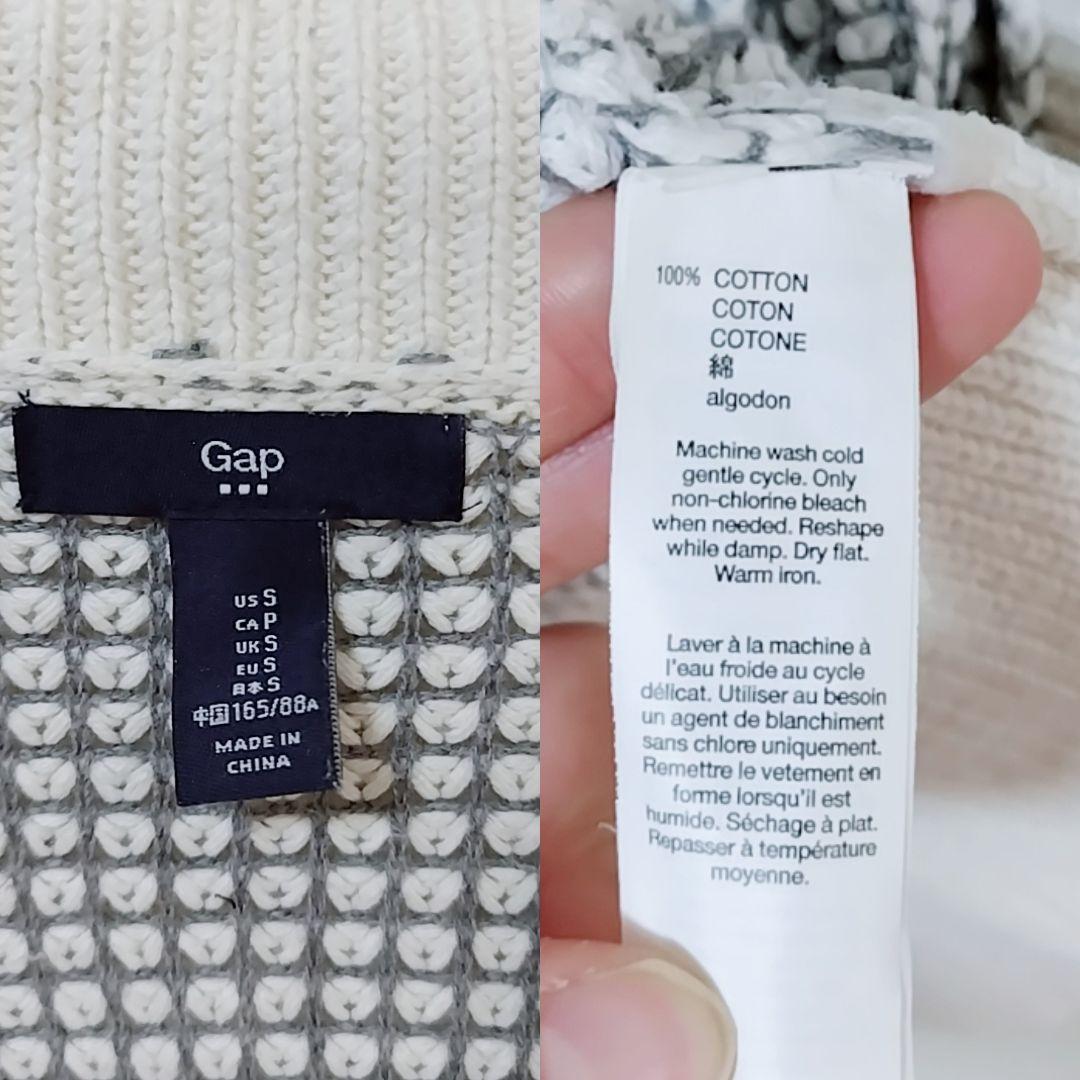 Gap
US S
CA P
UK S
EU S
日本 S
中国 165/88A
MADE IN
CHINA
100% COTTON
COTON
COTONE
綿
algodon
Machine wash cold
gentle cycle. Only
non-chlorine bleach
when needed. Reshape
while damp. Dry flat.
Warm iron.
Laver à la machine à
l'eau froide au cycle
délicat. Utiliser au besoin
un agent de blanchiment
sans chlore uniquement.
Remettre le vetement en
forme lorsqu'il est
humide. Séchage à plat.
Repasser à température
moyenne.